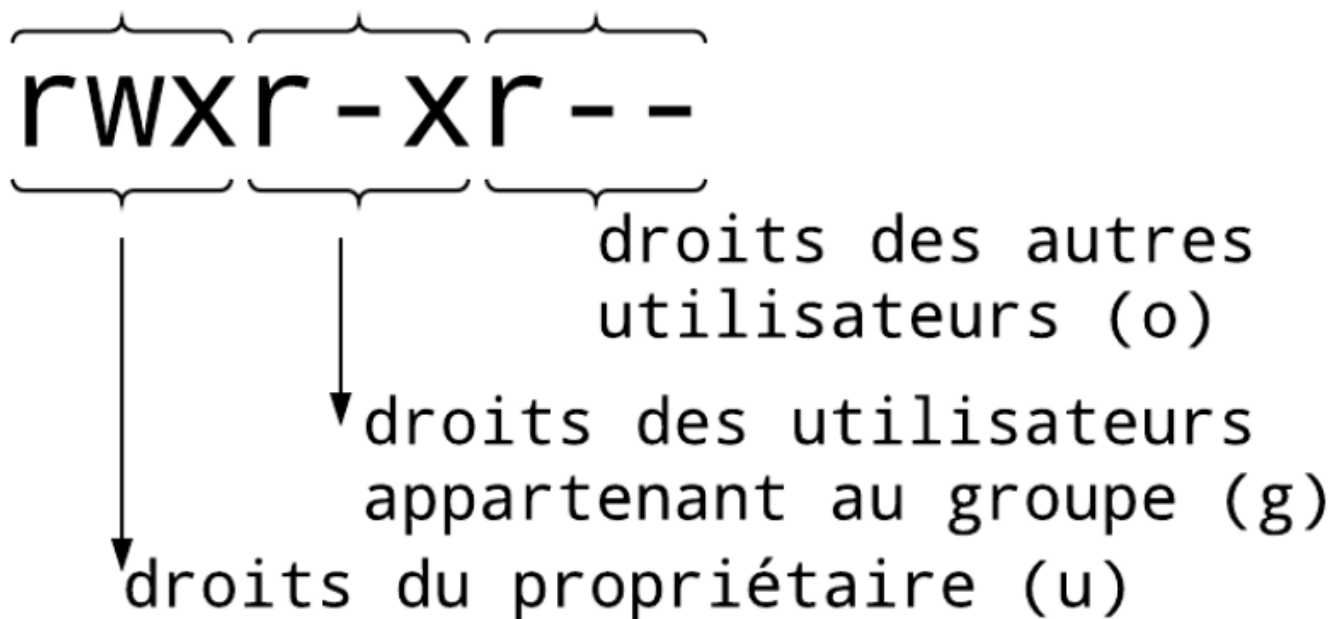 rwxr-xr--
droits des autres
utilisateurs (o)
droits des utilisateurs
appartenant au groupe (g)
droits du propriétaire (u)